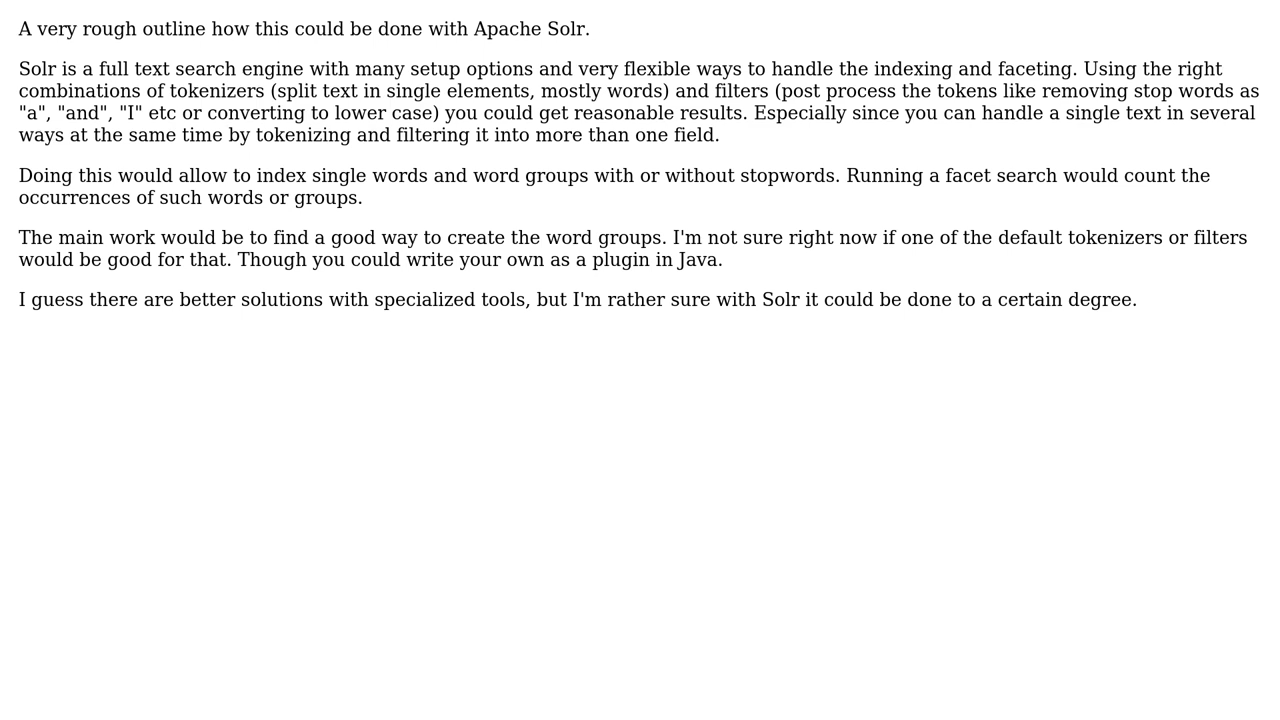 A very rough outline how this could be done with Apache Solr.
Solr is a full text search engine with many setup options and very flexible ways to handle the indexing and faceting. Using the right
combinations of tokenizers (split text in single elements, mostly words) and filters (post process the tokens like removing stop words as
"a", "and", "I" etc or converting to lower case) you could get reasonable results. Especially since you can handle a single text in several
ways at the same time by tokenizing and filtering it into more than one field.
Doing this would allow to index single words and word groups with or without stopwords. Running a facet search would count the
occurrences of such words or groups.
The main work would be to find a good way to create the word groups. I'm not sure right now if one of the default tokenizers or filters
would be good for that. Though you could write your own as a plugin in Java.
I guess there are better solutions with specialized tools, but I'm rather sure with Solr it could be done to a certain degree.